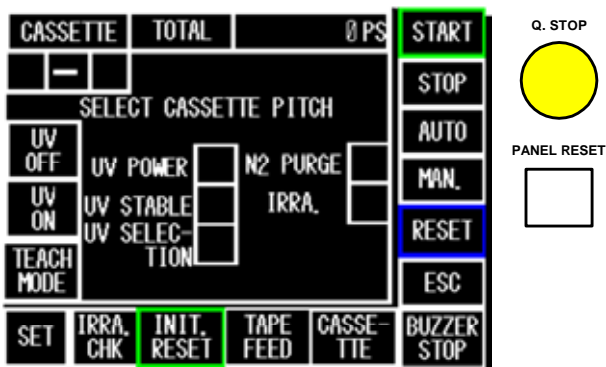 CASSETTE TOTAL 0 PS START
Q. STOP
–
STOP
SELECT CASSETTE PITCH
AUTO
UV
OFF
PANEL RESET
UV POWER
N2 PURGE
MAN.
UV
ON
UV STABLE
IRRA.
UV SELEC-
TION
RESET
TEACH
MODE
ESC
SET
IRRA.
CHK
INIT.
RESET
TAPE
FEED
CASSE-
TTE
BUZZER
STOP